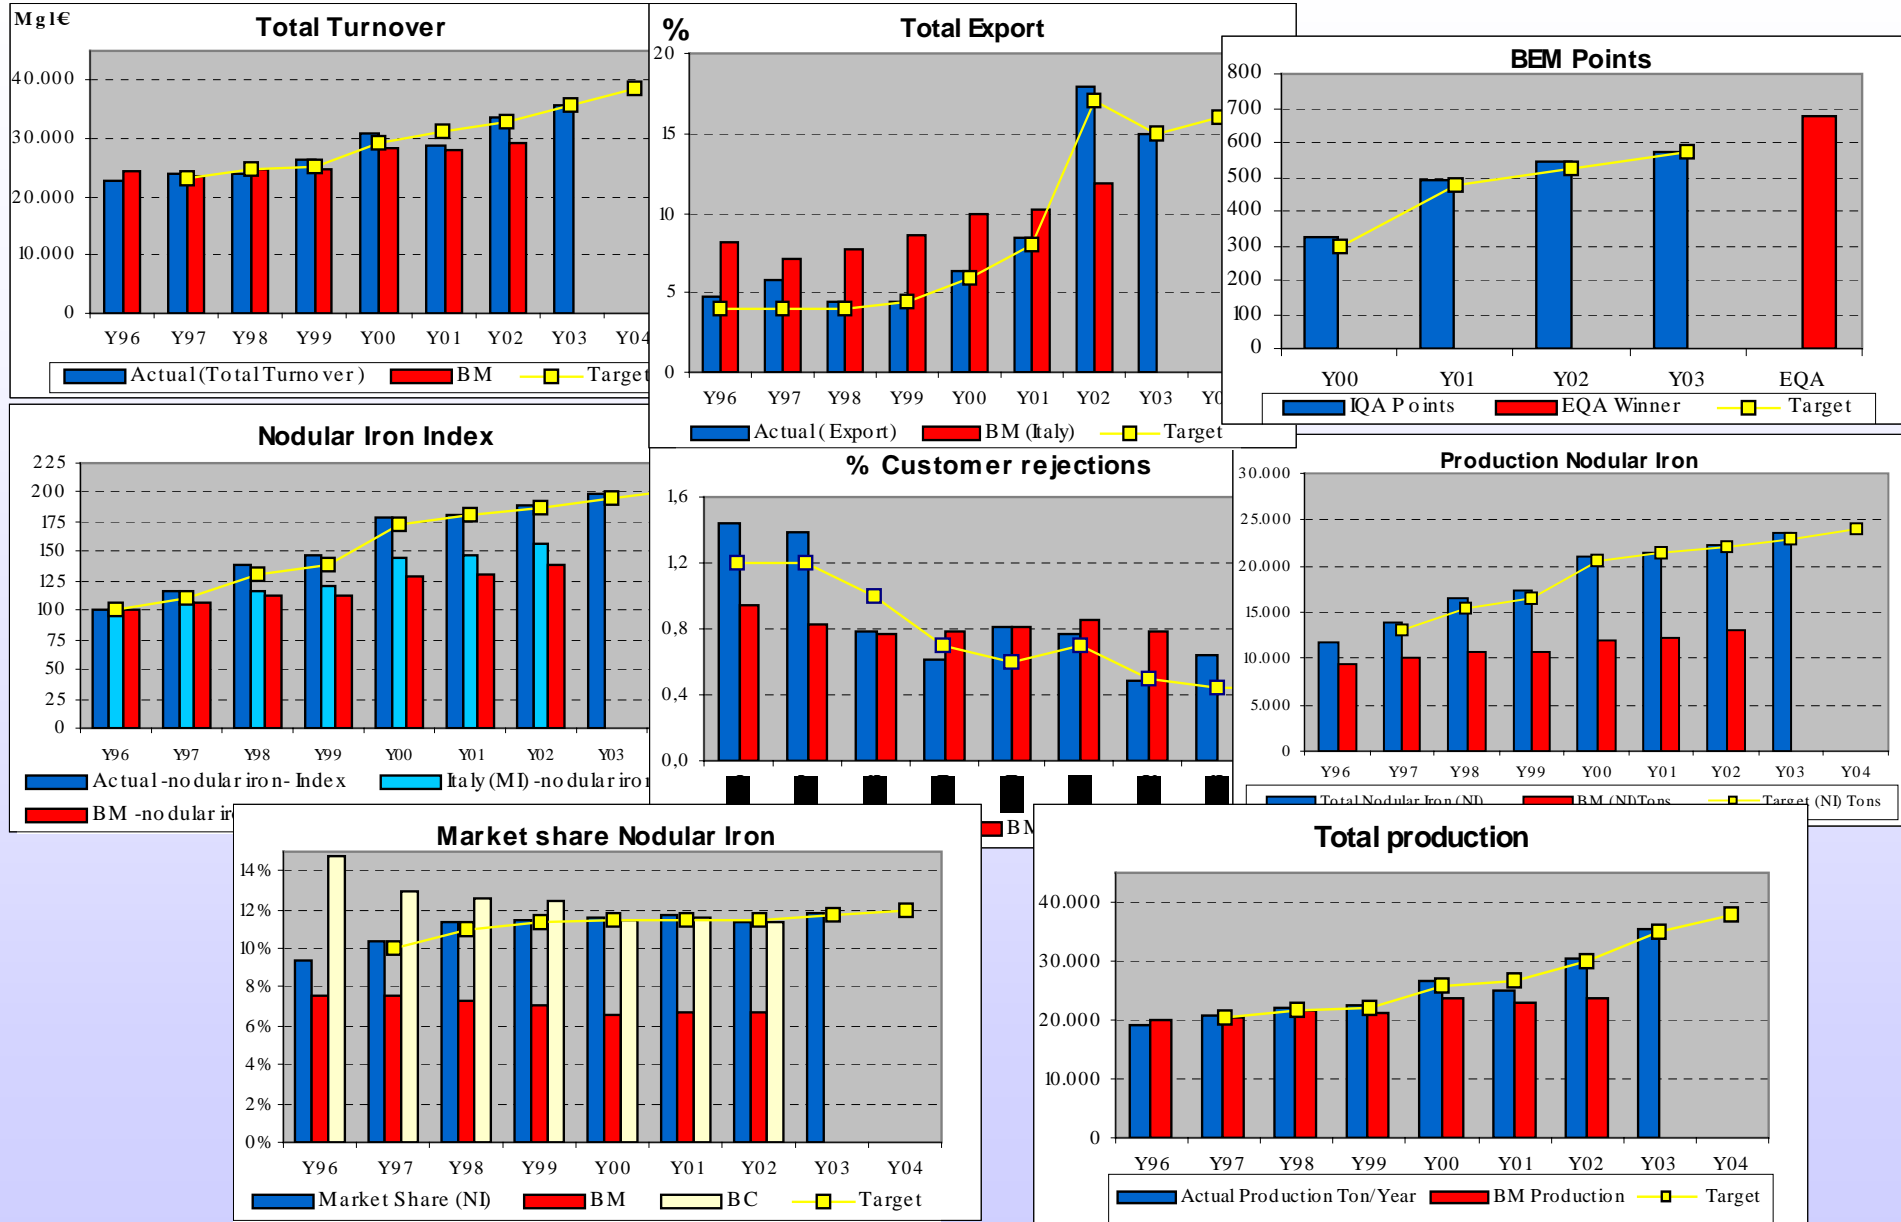 Mgl€
Total Turnover
40.000
30.000
20.000
10.000
0
Y96 Y97 Y98 Y99 Y00 Y01 Y02 Y03 Y04
Actual (Total Turnover) BM Target
%
Total Export
20
15
10
5
0
Y96 Y97 Y98 Y99 Y00 Y01 Y02 Y03
Actual (Export) BM (Italy) Target
BEM Points
800
700
600
500
400
300
200
100
0
Y00 Y01 Y02 Y03 EQA
IQA Points EQA Winner Target
Nodular Iron Index
225
200
175
150
125
100
75
50
25
0
Y96 Y97 Y98 Y99 Y00 Y01 Y02 Y03
Actual -nodular iron- Index Italy (MI) -nodular iron
BM -nodular
% Customer rejections
1,6
1,2
0,8
0,4
0,0
BM
Production Nodular Iron
30.000
25.000
20.000
15.000
10.000
5.000
0
Y96 Y97 Y98 Y99 Y00 Y01 Y02 Y03 Y04
Total Nodular Iron (NI) BM (NI)Tons Target (NI) Tons
Market share Nodular Iron
14%
12%
10%
8%
6%
4%
2%
0%
Y96 Y97 Y98 Y99 Y00 Y01 Y02 Y03 Y04
Market Share (NI) BM BC Target
Total production
40.000
30.000
20.000
10.000
0
Y96 Y97 Y98 Y99 Y00 Y01 Y02 Y03 Y04
Actual Production Ton/Year BM Production Target